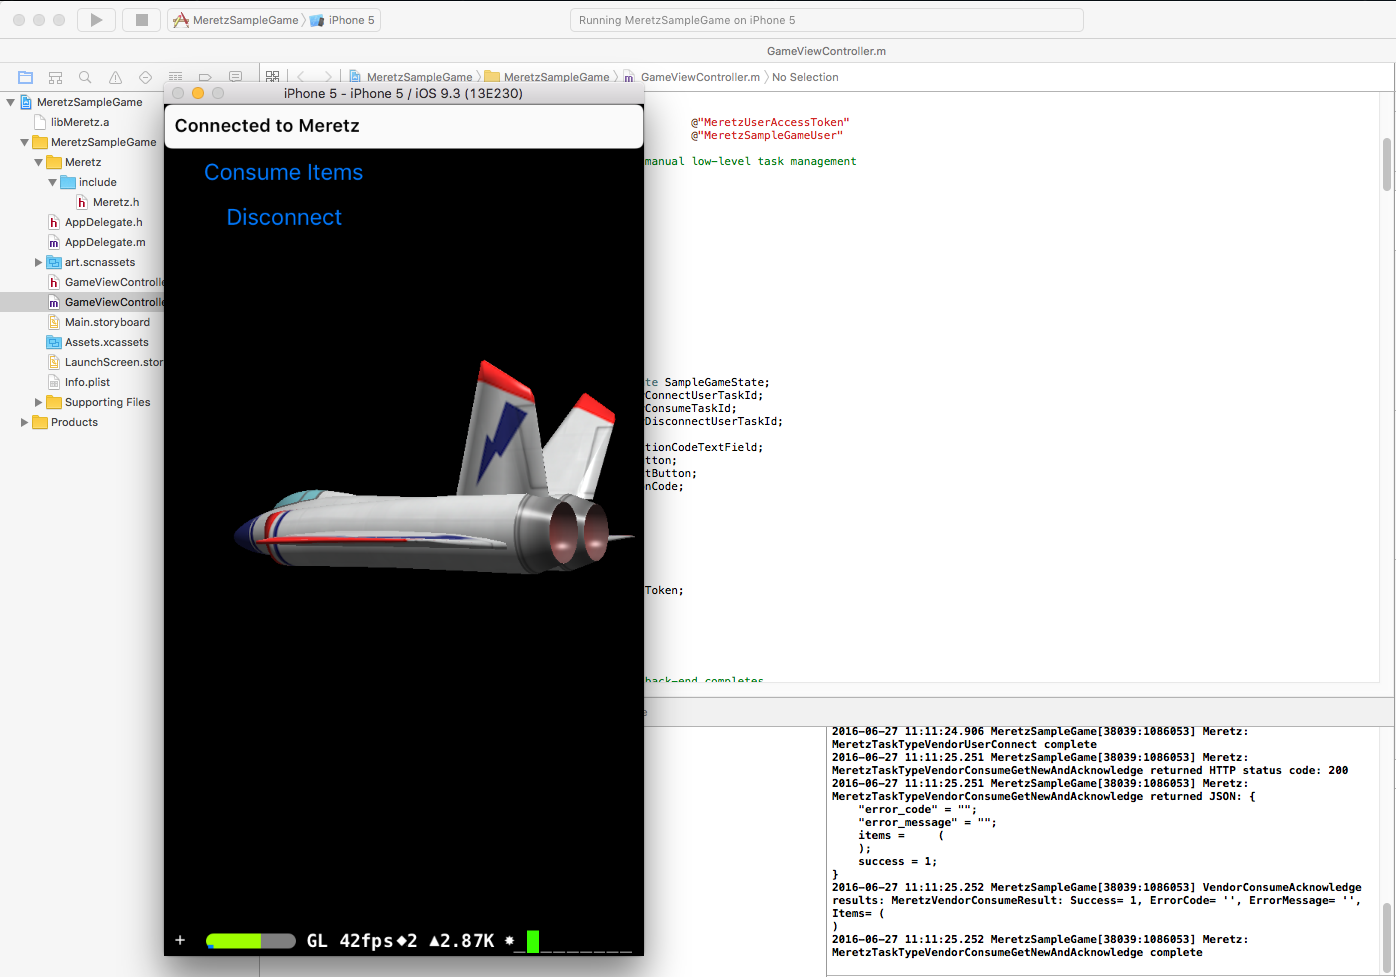 MeretzSampleGame
iPhone 5
Running MeretzSampleGame on iPhone 5
GameViewController.m
MeretzSampleGame
MeretzSampleGame
GameViewController.m
No Selection
MeretzSampleGame
libMeretz.a
MeretzSampleGame
Meretz
include
Meretz.h
AppDelegate.h
AppDelegate.m
art.scnassets
GameViewControlle
GameViewControlle
Main.storyboard
Assets.xcassets
LaunchScreen.stor
Info.plist
Supporting Files
Products
iPhone 5 - iPhone 5 / iOS 9.3 (13E230)
Connected to Meretz
Consume Items
Disconnect
+ GL 42fps◆2 ▲2.87K
@"MeretzUserAccessToken"
@"MeretzSampleGameUser"
manual low-level task management
te SampleGameState;
ConnectUserTaskId;
ConsumeTaskId;
DisconnectUserTaskId;
tionCodeTextField;
tton;
tButton;
nCode;
Token;
back-end completes
2016-06-27 11:11:24.906 MeretzSampleGame[38039:1086053] Meretz:
MeretzTaskTypeVendorUserConnect complete
2016-06-27 11:11:25.251 MeretzSampleGame[38039:1086053] Meretz:
MeretzTaskTypeVendorConsumeGetNewAndAcknowledge returned HTTP status code: 200
2016-06-27 11:11:25.251 MeretzSampleGame[38039:1086053] Meretz:
MeretzTaskTypeVendorConsumeGetNewAndAcknowledge returned JSON: {
"error_code" = "";
"error_message" = "";
items = (
);
success = 1;
}
2016-06-27 11:11:25.252 MeretzSampleGame[38039:1086053] VendorConsumeAcknowledge
results: MeretzVendorConsumeResult: Success= 1, ErrorCode= '', ErrorMessage= '',
Items= (
)
2016-06-27 11:11:25.252 MeretzSampleGame[38039:1086053] Meretz:
MeretzTaskTypeVendorConsumeGetNewAndAcknowledge complete